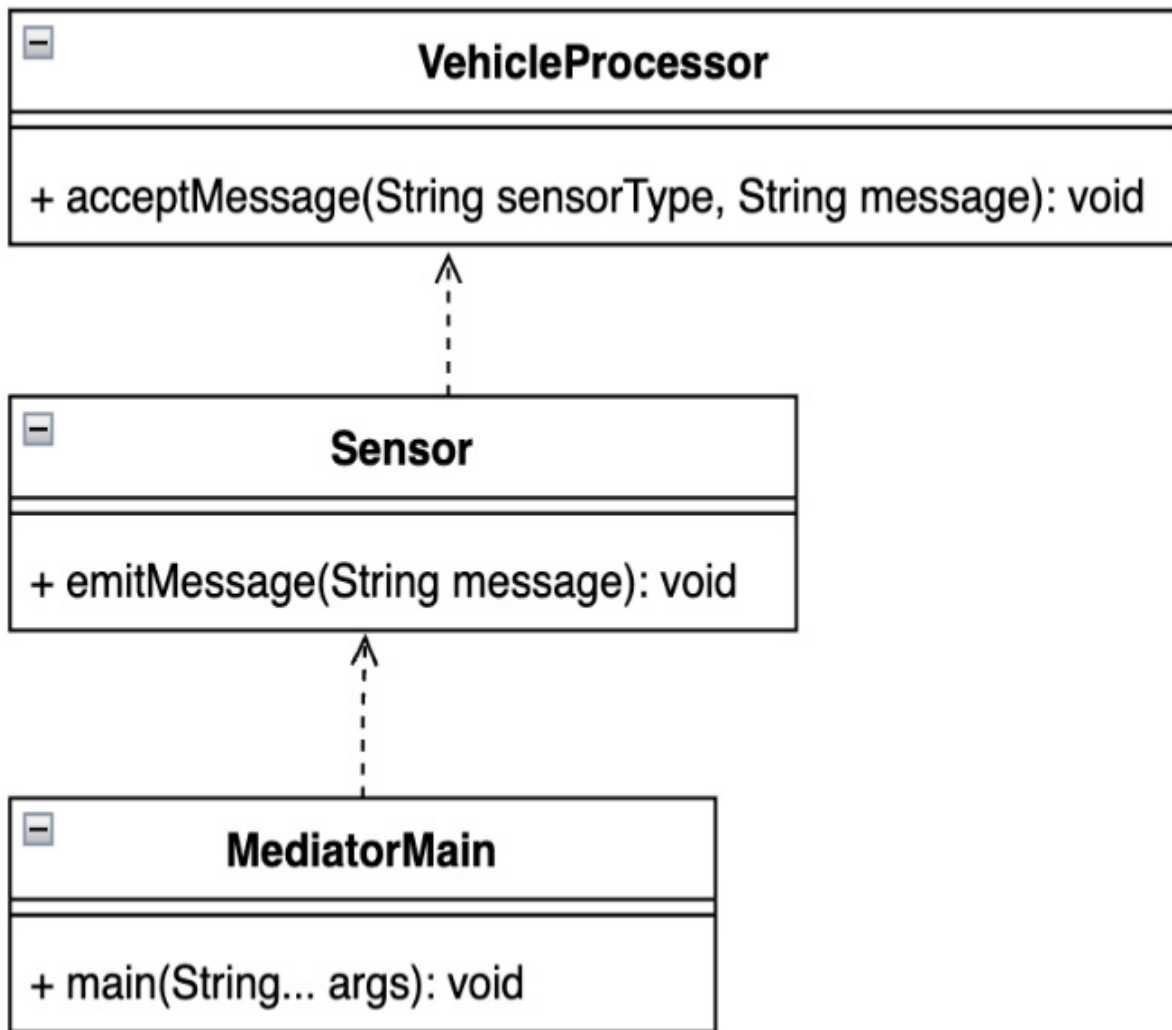 VehicleProcessor
+ acceptMessage(String sensorType, String message): void
Sensor
+ emitMessage(String message): void
MediatorMain
+ main(String... args): void